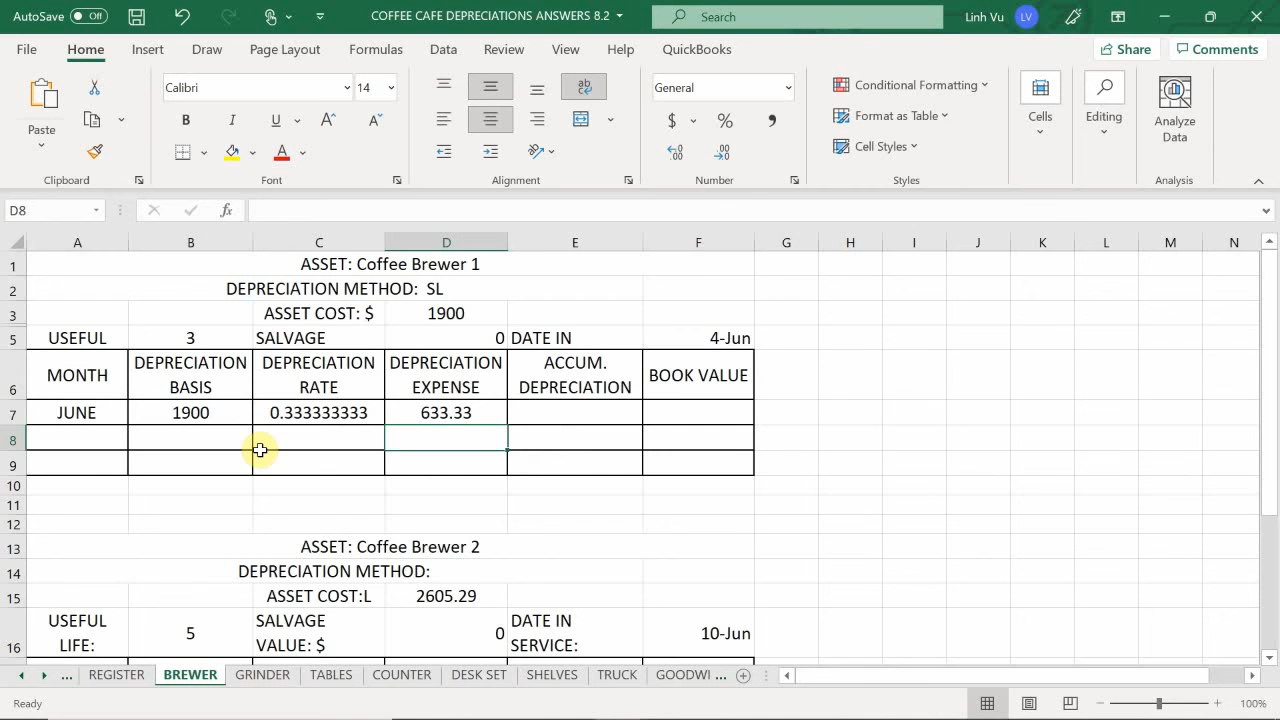 AutoSave Off COFFEE CAFE DEPRECIATIONS ANSWERS 8.2 Search Linh Vu LV
File Home Insert Draw Page Layout Formulas Data Review View Help QuickBooks Share Comments
Paste Calibri 14 General Conditional Formatting Format as Table Cell Styles Cells Editing Analyze Data
B I U A A ab c $ % , .00 .0
Clipboard Font Alignment Number Styles Analysis
D8 fx
A B C D E F G H I J K L M N
1 ASSET: Coffee Brewer 1
2 DEPRECIATION METHOD: SL
3 ASSET COST: $ 1900
5 USEFUL 3 SALVAGE 0 DATE IN 4-Jun
6 MONTH DEPRECIATION BASIS DEPRECIATION RATE DEPRECIATION EXPENSE ACCUM. DEPRECIATION BOOK VALUE
7 JUNE 1900 0.333333333 633.33
8
9
10
11
12
13 ASSET: Coffee Brewer 2
14 DEPRECIATION METHOD:
15 ASSET COST:L 2605.29
16 USEFUL LIFE: 5 SALVAGE VALUE: $ 0 DATE IN SERVICE: 10-Jun
... REGISTER BREWER GRINDER TABLES COUNTER DESK SET SHELVES TRUCK GOODWI ...
Ready 100%